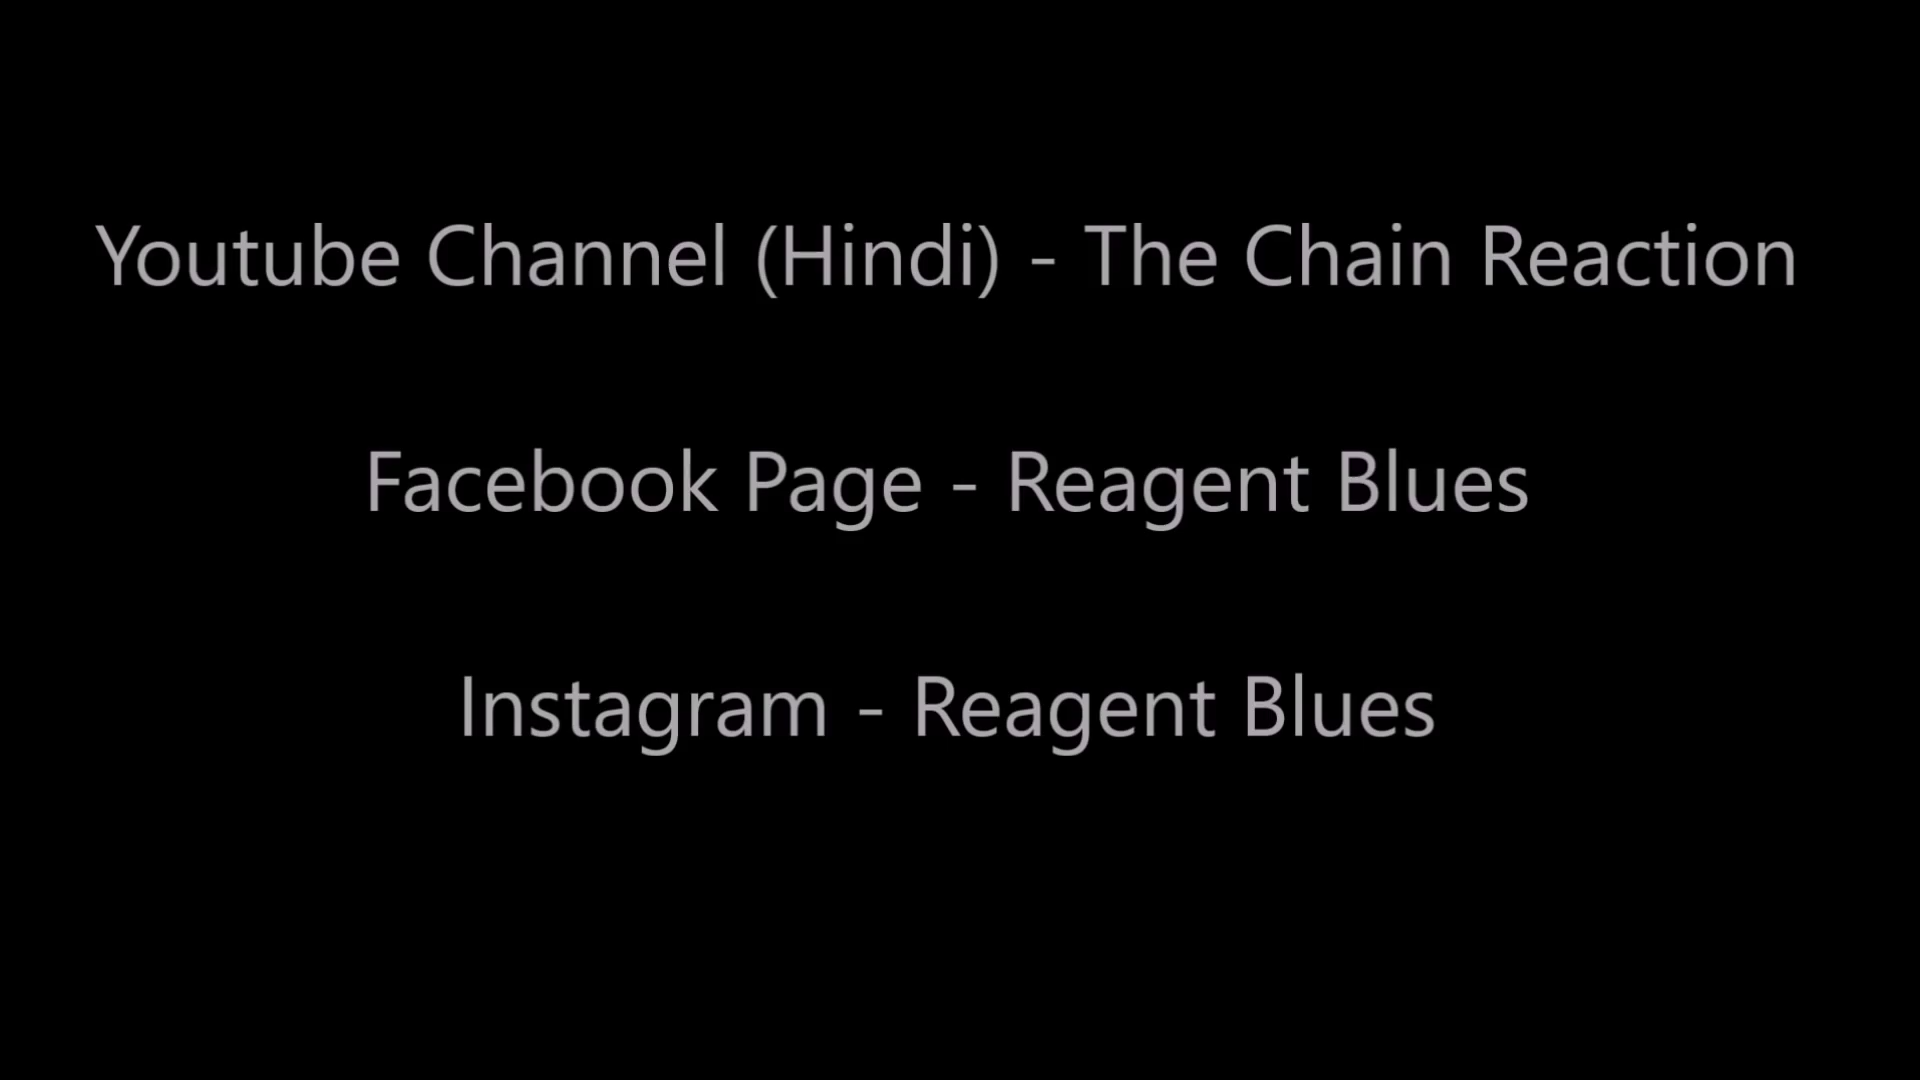 Youtube Channel (Hindi) - The Chain Reaction
Facebook Page - Reagent Blues
Instagram - Reagent Blues